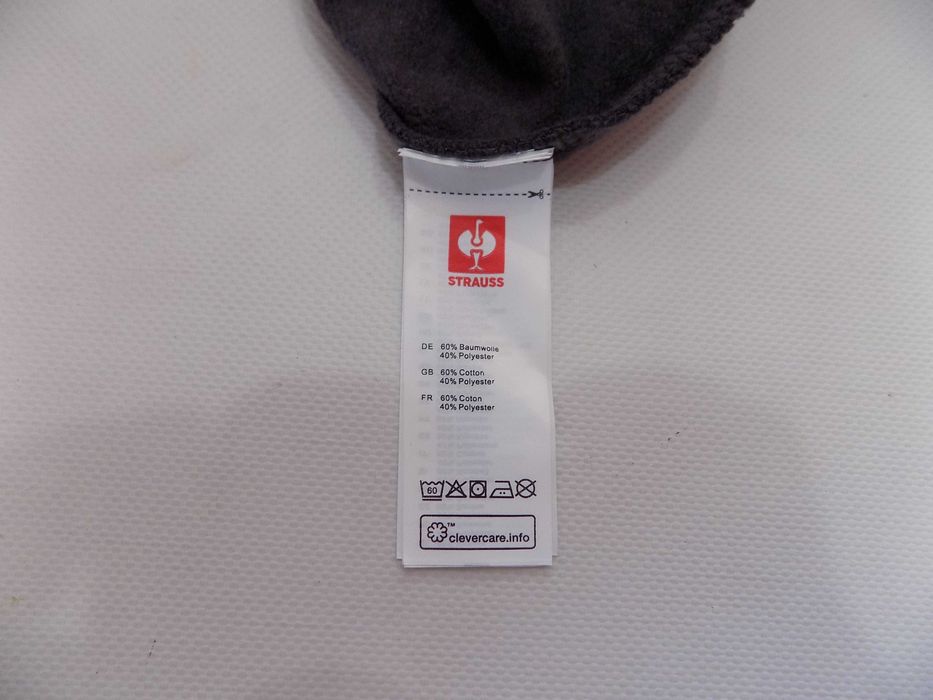 STRAUSS
DE 60% Baumwolle
40% Polyester
GB 60% Cotton
40% Polyester
FR 60% Coton
40% Polyester
60
™
clevercare.info